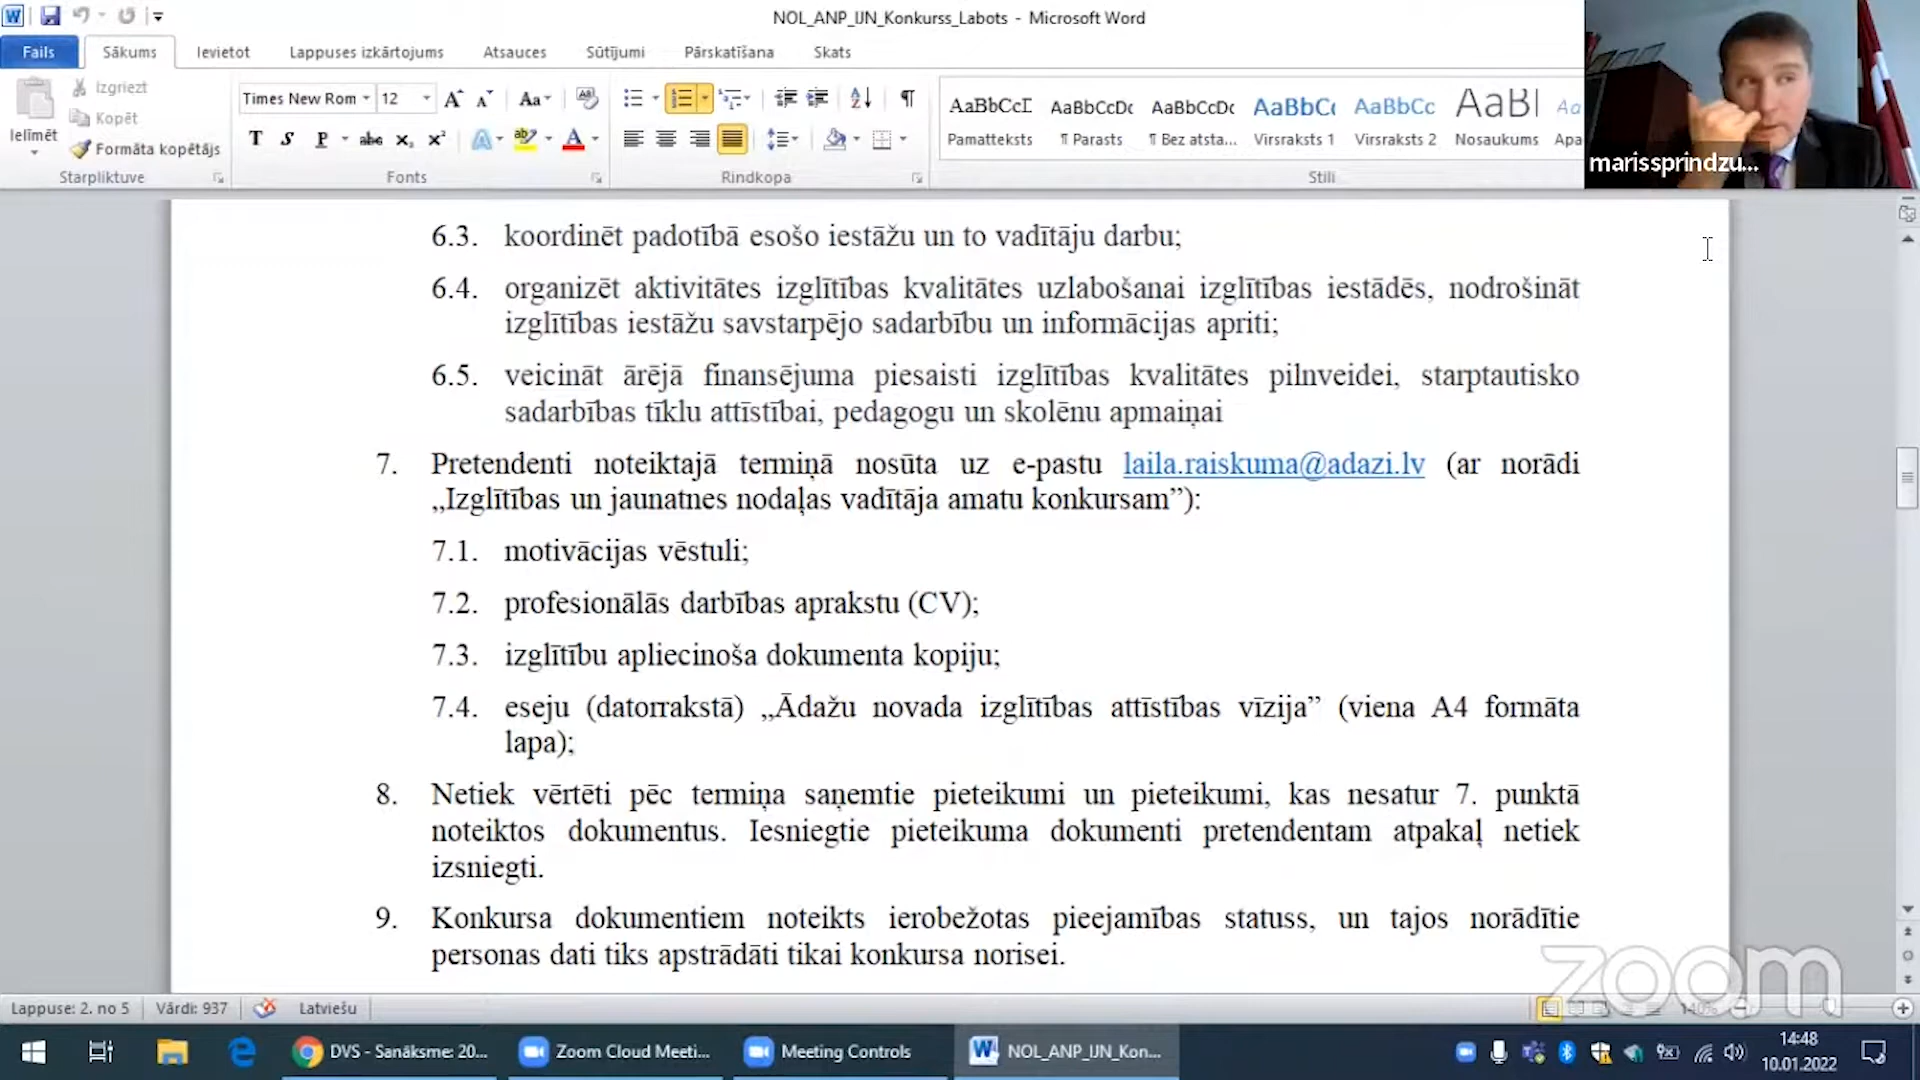 NOL_ANP_IJN_Konkurss_Labots - Microsoft Word
Fails Sākums Ievietot Lappuses izkārtojums Atsauces Sūtījumi Pārskatīšana Skats
Ielīmēt
Izgriezt
Kopēt
Formāta kopētājs
Times New Rom 12
AaBbCcI AaBbCcDc AaBbCcDc AaBbCc AaBbCc AaBl
Pamatteksts ¶ Parasts ¶ Bez atsta... Virsraksts 1 Virsraksts 2 Nosaukums Apa
Starpliktuve Fonts Rindkopa Stili
marissprindzu...
6.3. koordinēt padotībā esošo iestāžu un to vadītāju darbu;
6.4. organizēt aktivitātes izglītības kvalitātes uzlabošanai izglītības iestādēs, nodrošināt
izglītības iestāžu savstarpējo sadarbību un informācijas apriti;
6.5. veicināt ārējā finansējuma piesaisti izglītības kvalitātes pilnveidei, starptautisko
sadarbības tīklu attīstībai, pedagogu un skolēnu apmaiņai
7. Pretendenti noteiktajā termiņā nosūta uz e-pastu laila.raiskuma@adazi.lv (ar norādi
„Izglītības un jaunatnes nodaļas vadītāja amatu konkursam”):
7.1. motivācijas vēstuli;
7.2. profesionālās darbības aprakstu (CV);
7.3. izglītību apliecinoša dokumenta kopiju;
7.4. eseju (datorrakstā) „Ādažu novada izglītības attīstības vīzija” (viena A4 formāta
lapa);
8. Netiek vērtēti pēc termiņa saņemtie pieteikumi un pieteikumi, kas nesatur 7. punktā
noteiktos dokumentus. Iesniegtie pieteikuma dokumenti pretendentam atpakaļ netiek
izsniegti.
9. Konkursa dokumentiem noteikts ierobežotas pieejamības statuss, un tajos norādītie
personas dati tiks apstrādāti tikai konkursa norisei.
zoom
Lappuse: 2. no 5 Vārdi: 937 Latviešu 140%
DVS - Sanāksme: 20... Zoom Cloud Meeti... Meeting Controls NOL_ANP_IJN_Kon...
14:48
10.01.2022